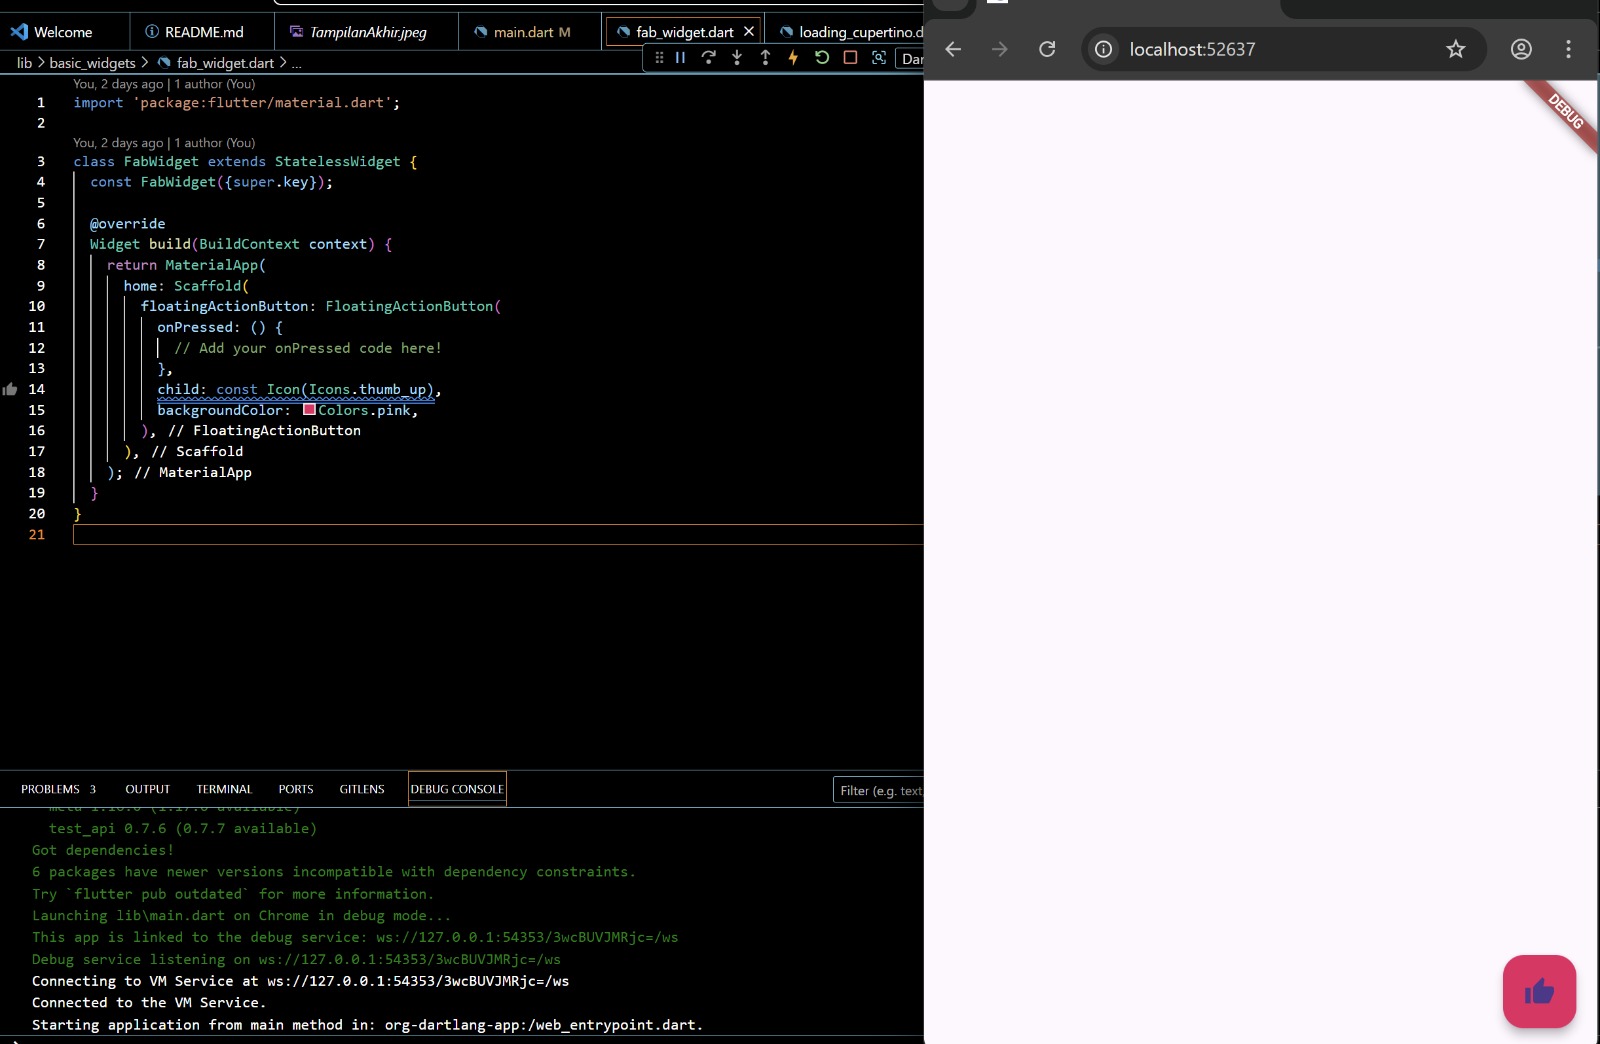 Welcome
README.md
TampilanAkhir.jpeg
main.dart M
fab_widget.dart
loading_cupertino.d
lib > basic_widgets > fab_widget.dart > ...
Dar
You, 2 days ago | 1 author (You)
1 import 'package:flutter/material.dart';
2
You, 2 days ago | 1 author (You)
3 class FabWidget extends StatelessWidget {
4 const FabWidget({super.key});
5
6 @override
7 Widget build(BuildContext context) {
8 return MaterialApp(
9 home: Scaffold(
10 floatingActionButton: FloatingActionButton(
11 onPressed: () {
12 // Add your onPressed code here!
13 },
14 child: const Icon(Icons.thumb_up),
15 backgroundColor: Colors.pink,
16 ), // FloatingActionButton
17 ), // Scaffold
18 ); // MaterialApp
19 }
20 }
21
PROBLEMS 3
OUTPUT
TERMINAL
PORTS
GITLENS
DEBUG CONSOLE
Filter (e.g. text
test_api 0.7.6 (0.7.7 available)
Got dependencies!
6 packages have newer versions incompatible with dependency constraints.
Try `flutter pub outdated` for more information.
Launching lib\main.dart on Chrome in debug mode...
This app is linked to the debug service: ws://127.0.0.1:54353/3wcBUVJMRjc=/ws
Debug service listening on ws://127.0.0.1:54353/3wcBUVJMRjc=/ws
Connecting to VM Service at ws://127.0.0.1:54353/3wcBUVJMRjc=/ws
Connected to the VM Service.
Starting application from main method in: org-dartlang-app:/web_entrypoint.dart.
localhost:52637
DEBUG